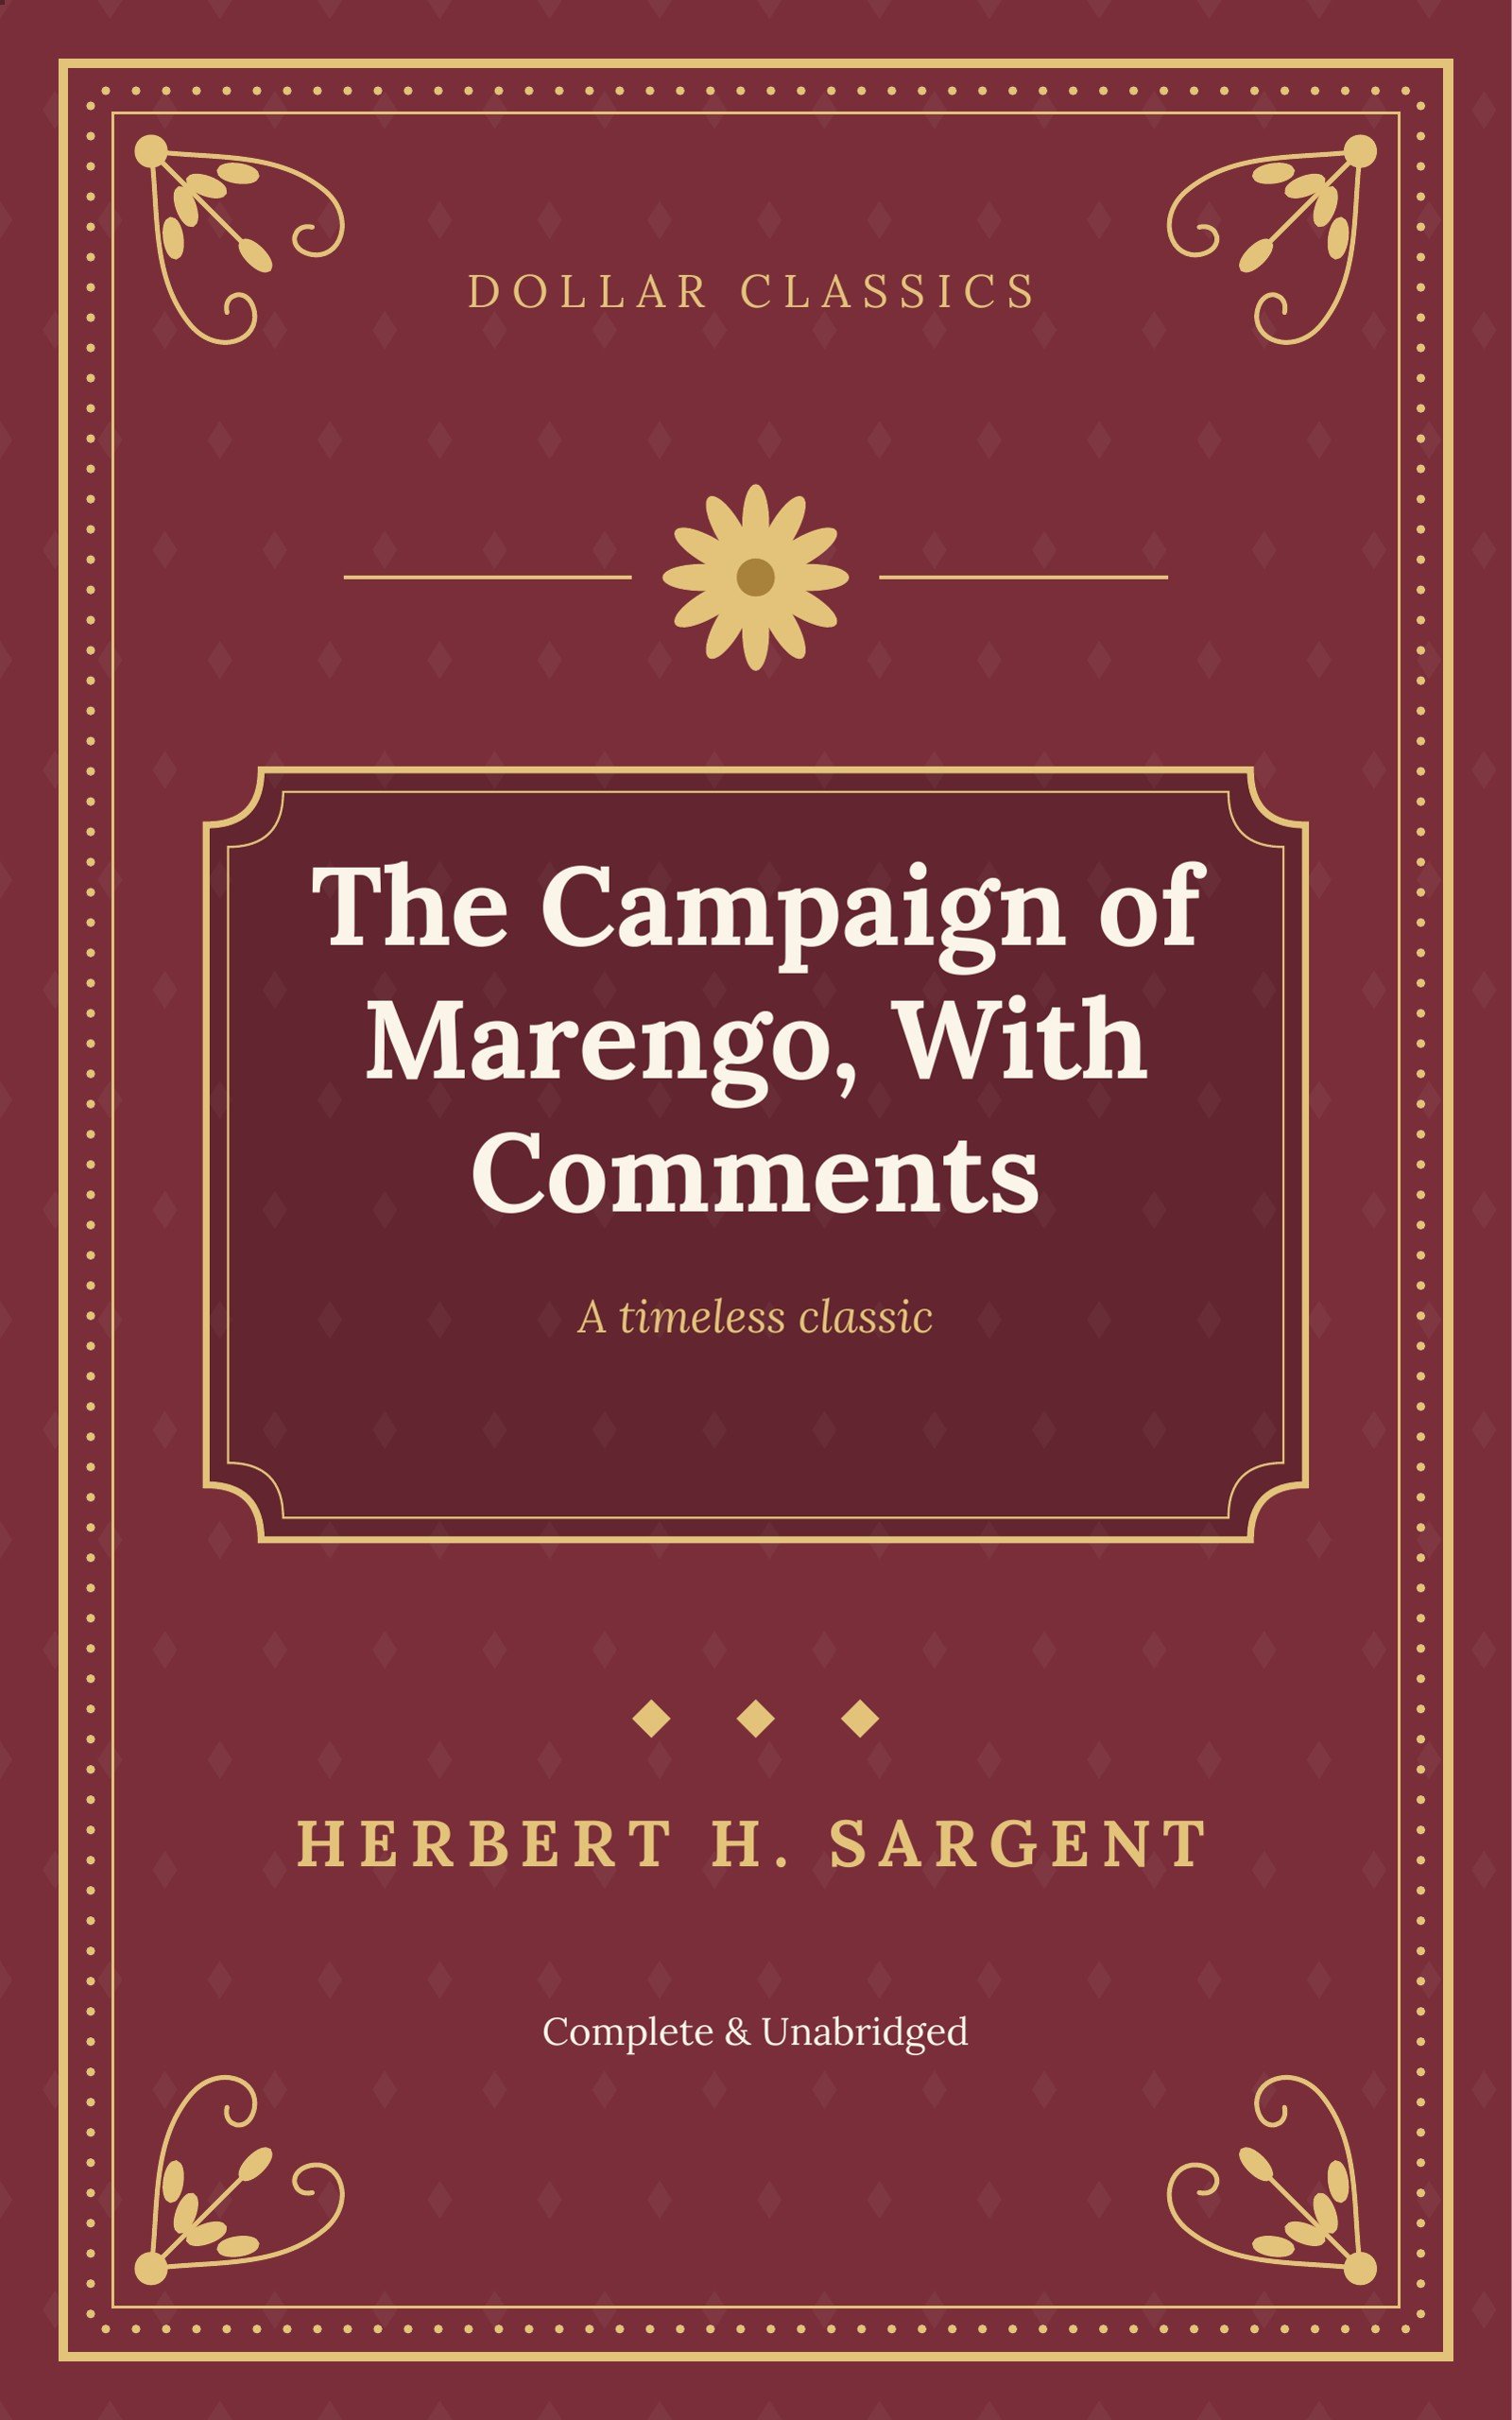 DOLLAR CLASSICS
The Campaign of
Marengo, With
Comments
A timeless classic
HERBERT H. SARGENT
Complete & Unabridged